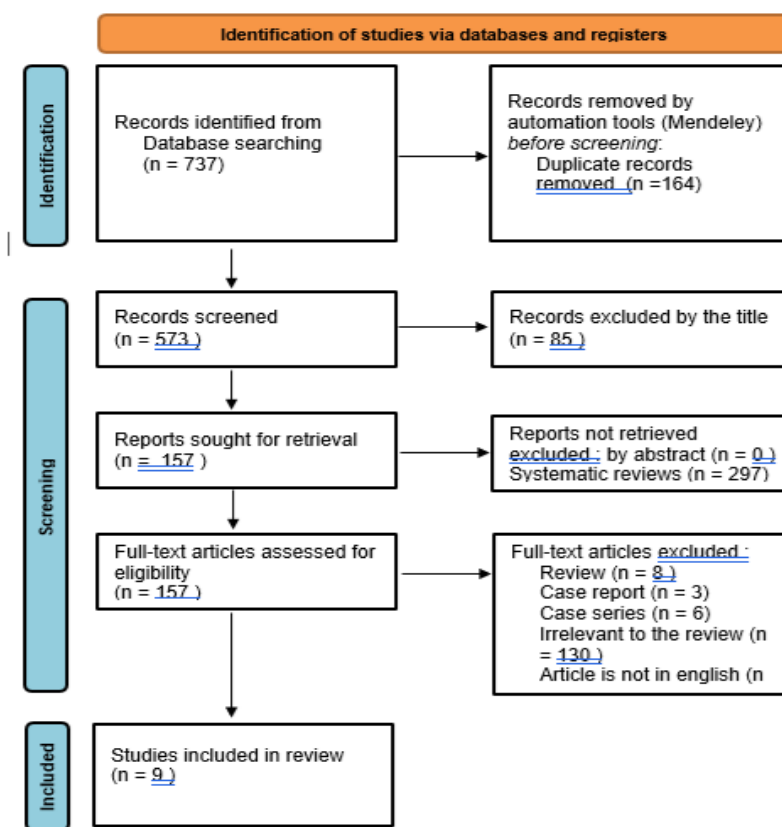 Identification of studies via databases and registers
Identification
Records identified from
Database searching
(n = 737)
Records removed by
automation tools (Mendeley)
before screening:
Duplicate records
removed (n =164)
Screening
Records screened
(n = 573 )
Records excluded by the title
(n = 85 )
Reports sought for retrieval
(n = 157 )
Reports not retrieved
excluded : by abstract (n = 0 )
Systematic reviews (n = 297)
Full-text articles assessed for
eligibility
(n = 157 )
Full-text articles excluded :
Review (n = 8 )
Case report (n = 3)
Case series (n = 6)
Irrelevant to the review (n
= 130 )
Article is not in english (n
Included
Studies included in review
(n = 9 )